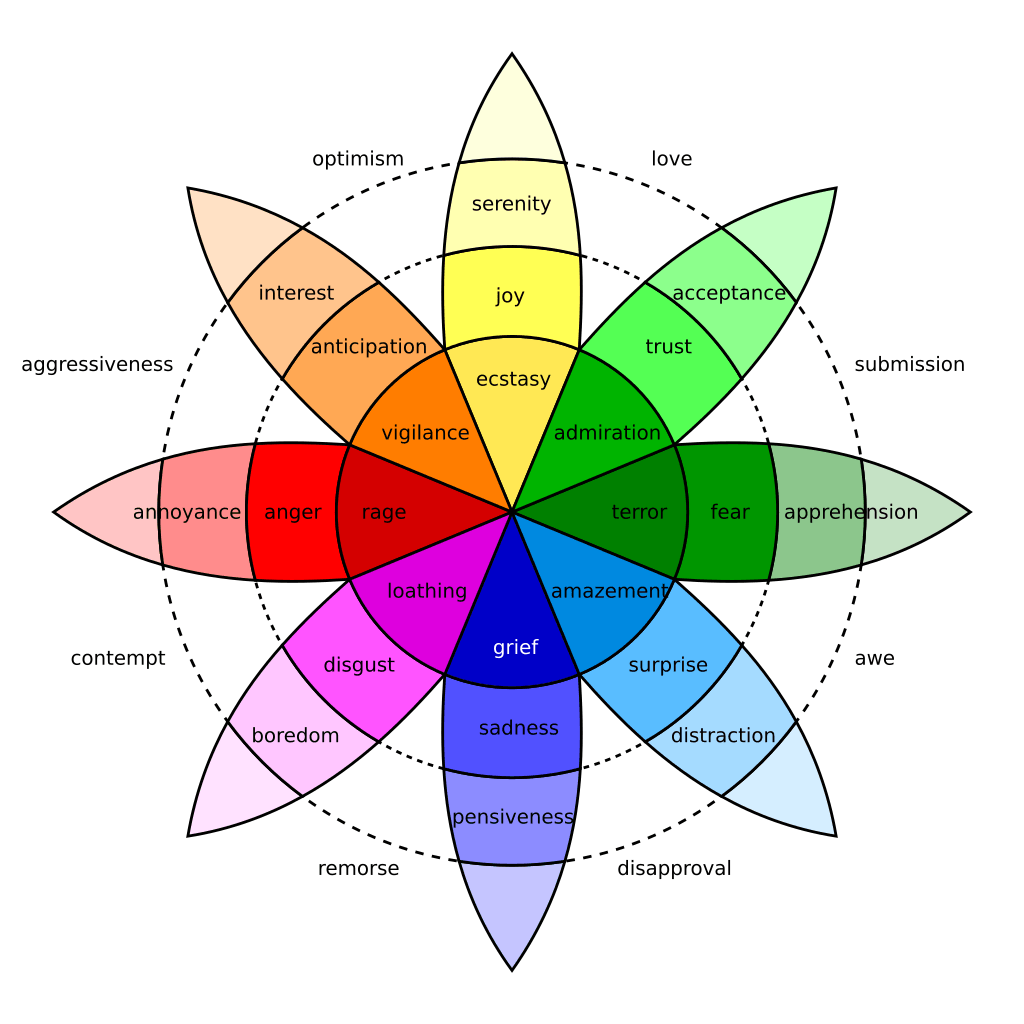 optimism
love
serenity
interest
joy
acceptance
anticipation
trust
aggressiveness
ecstasy
submission
vigilance
admiration
annoyance
anger
rage
terror
fear
apprehension
loathing
amazement
contempt
disgust
grief
surprise
awe
boredom
sadness
distraction
pensiveness
remorse
disapproval